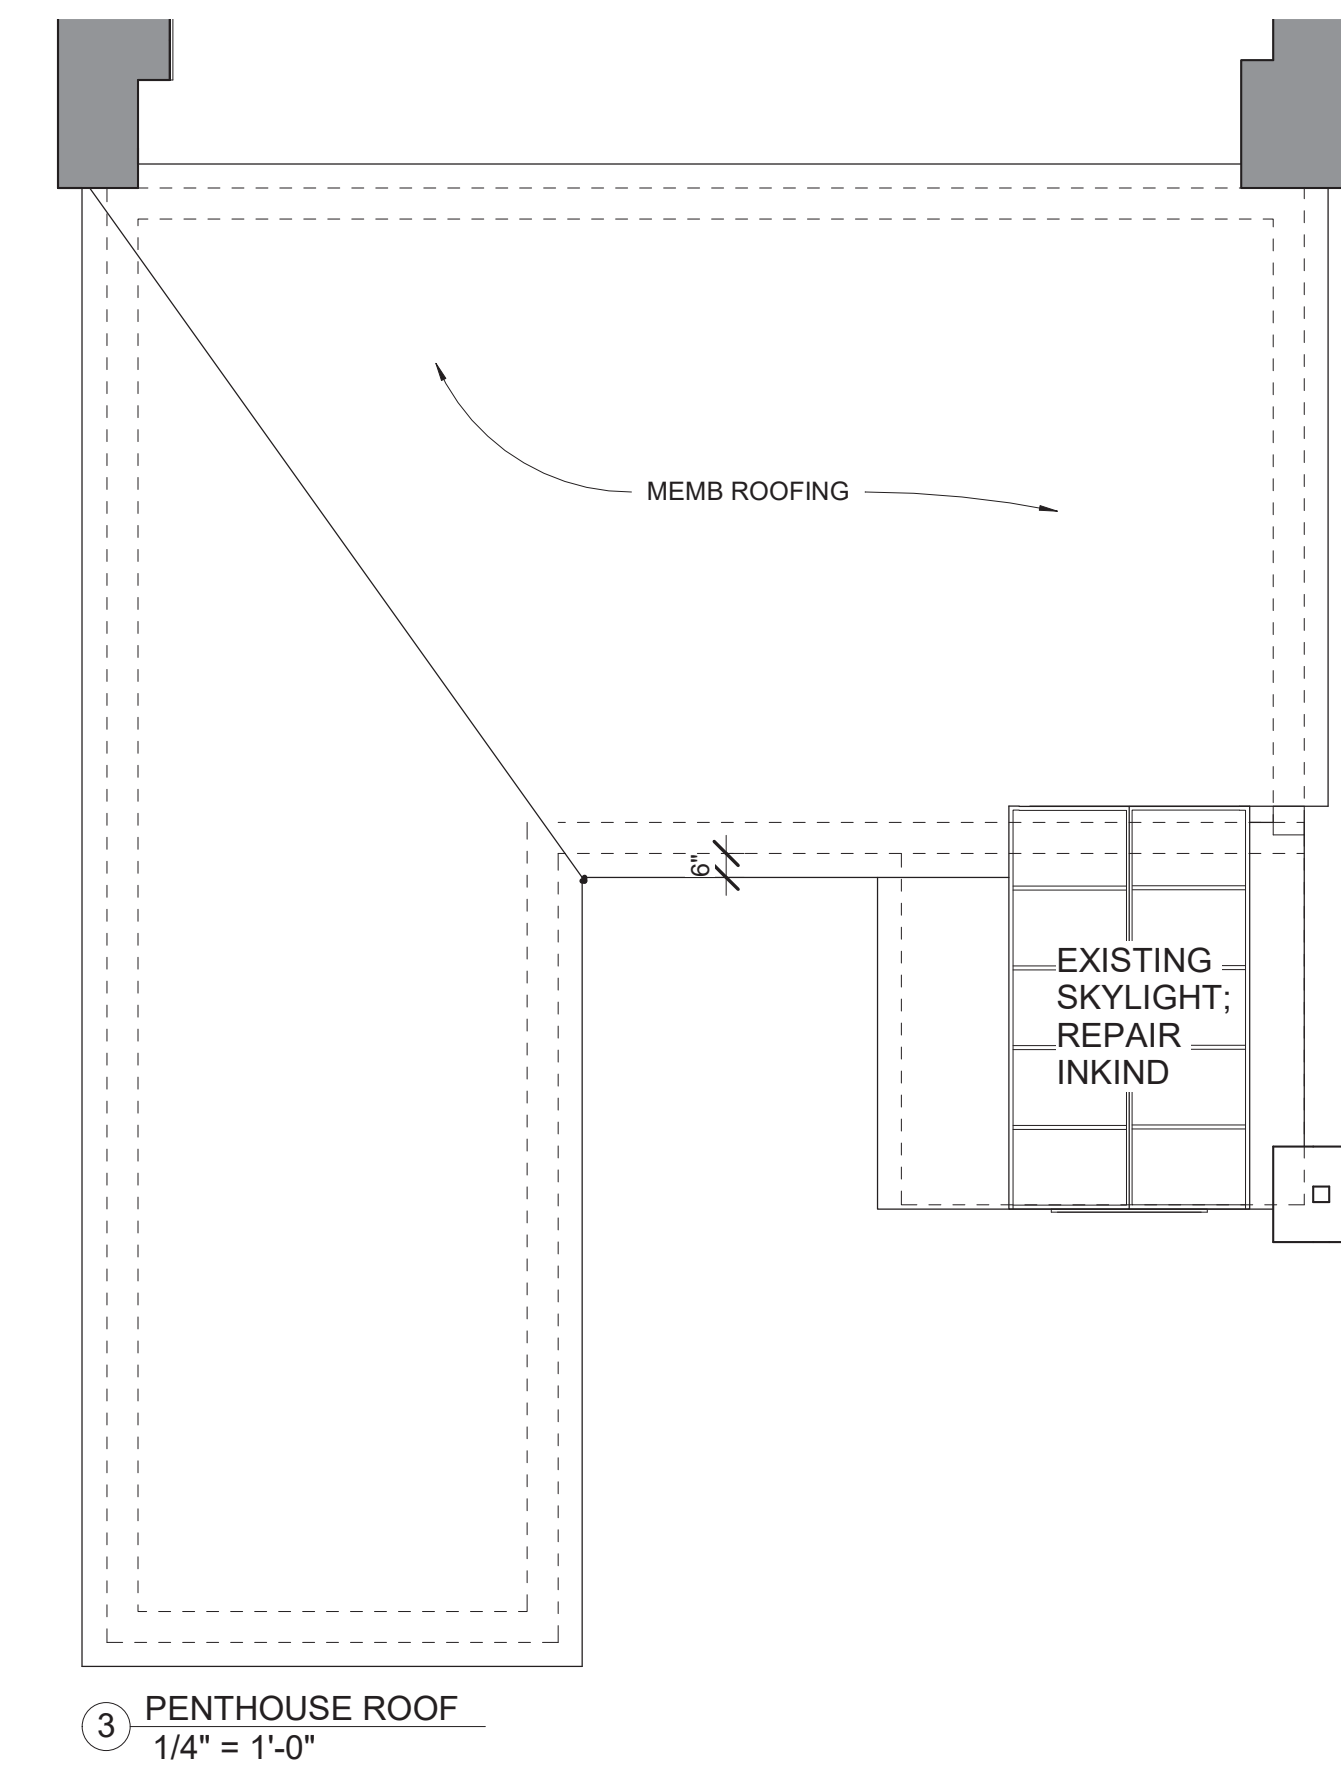 MEMB ROOFING
6"
EXISTING
SKYLIGHT;
REPAIR
INKIND
3
PENTHOUSE ROOF
1/4" = 1'-0"